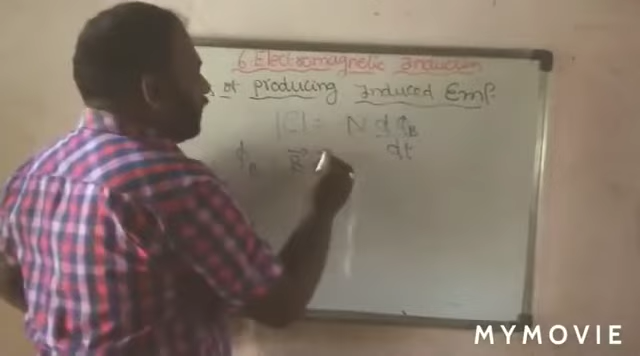 6. Electromagnetic Induction
of producing induced Emf.
|ε| = N dΦB
dt
ΦB B
MYMOVIE